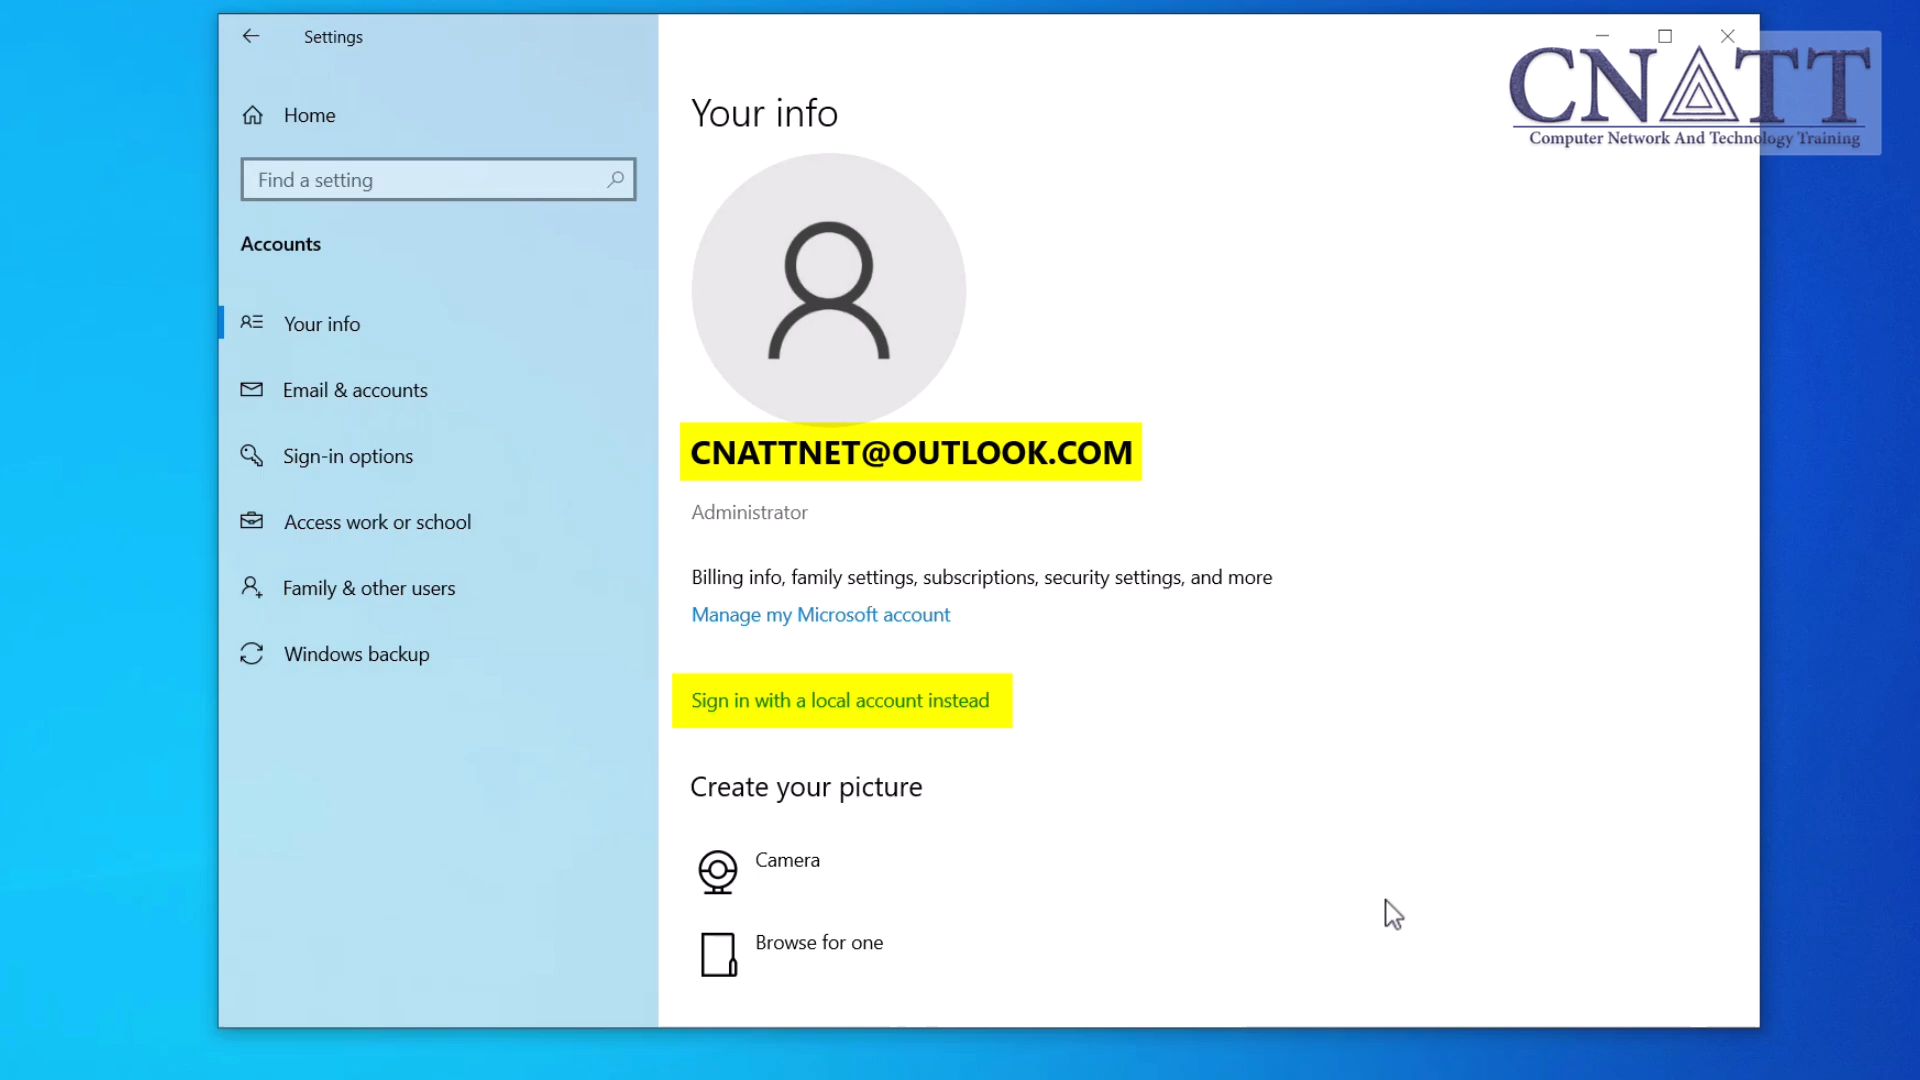 Settings
Home
Find a setting
Accounts
Your info
Email & accounts
Sign-in options
Access work or school
Family & other users
Windows backup
Your info
CNATTNET@OUTLOOK.COM
Administrator
Billing info, family settings, subscriptions, security settings, and more
Manage my Microsoft account
Sign in with a local account instead
Create your picture
Camera
Browse for one
CNATT
Computer Network And Technology Training